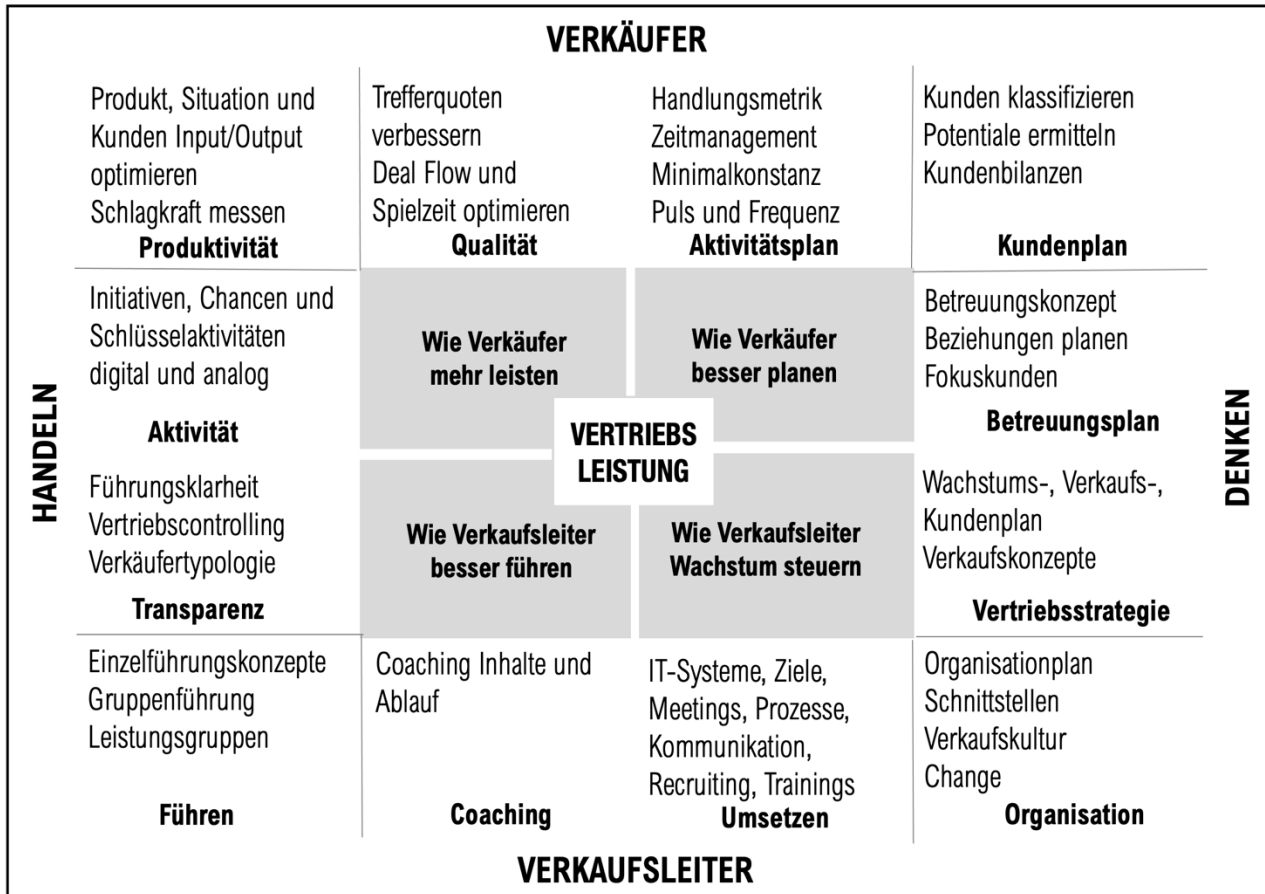 VERKÄUFER
Produkt, Situation und
Kunden Input/Output
optimieren
Schlagkraft messen
Produktivität
Trefferquoten
verbessern
Deal Flow und
Spielzeit optimieren
Qualität
Handlungsmetrik
Zeitmanagement
Minimalkonstanz
Puls und Frequenz
Aktivitätsplan
Kunden klassifizieren
Potentiale ermitteln
Kundenbilanzen
Kundenplan
HANDELN
Initiativen, Chancen und
Schlüsselaktivitäten
digital und analog
Aktivität
Wie Verkäufer
mehr leisten
Wie Verkäufer
besser planen
Betreuungskonzept
Beziehungen planen
Fokuskunden
Betreuungsplan
DENKEN
VERTRIEBS
LEISTUNG
Führungsklarheit
Vertriebscontrolling
Verkäufertypologie
Transparenz
Wie Verkaufsleiter
besser führen
Wie Verkaufsleiter
Wachstum steuern
Wachstums-, Verkaufs-,
Kundenplan
Verkaufskonzepte
Vertriebsstrategie
Einzelführungskonzepte
Gruppenführung
Leistungsgruppen
Führen
Coaching Inhalte und
Ablauf
Coaching
IT-Systeme, Ziele,
Meetings, Prozesse,
Kommunikation,
Recruiting, Trainings
Umsetzen
Organisationplan
Schnittstellen
Verkaufskultur
Change
Organisation
VERKAUFSLEITER